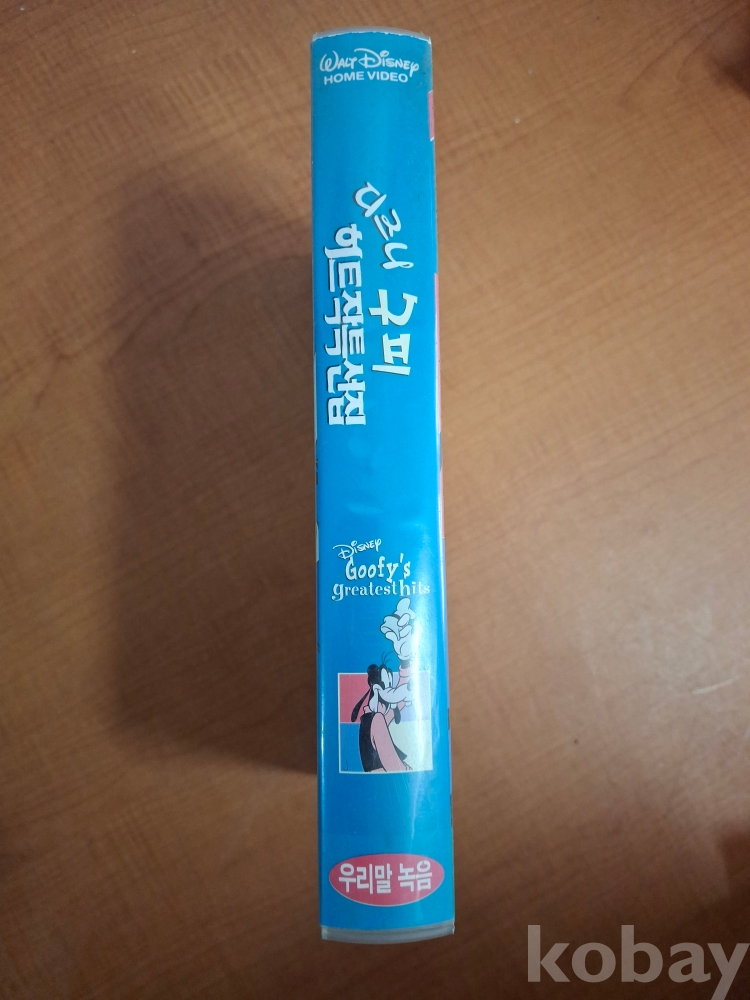 WALT DISNEY
HOME VIDEO
디즈니 구피
히트작특선집
DISNEY
Goofy's
greatest hits
우리말 녹음
kobay